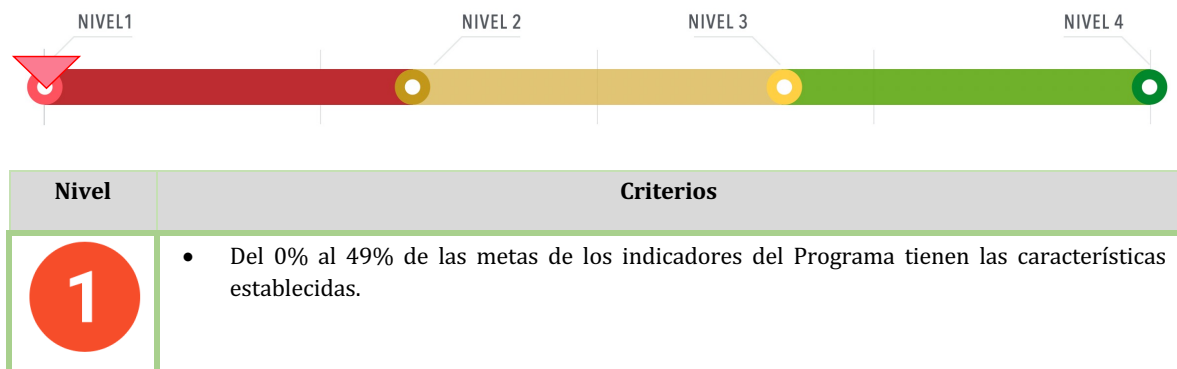 NIVEL1
NIVEL 2
NIVEL 3
NIVEL 4
Nivel
Criterios
1
• Del 0% al 49% de las metas de los indicadores del Programa tienen las características
establecidas.